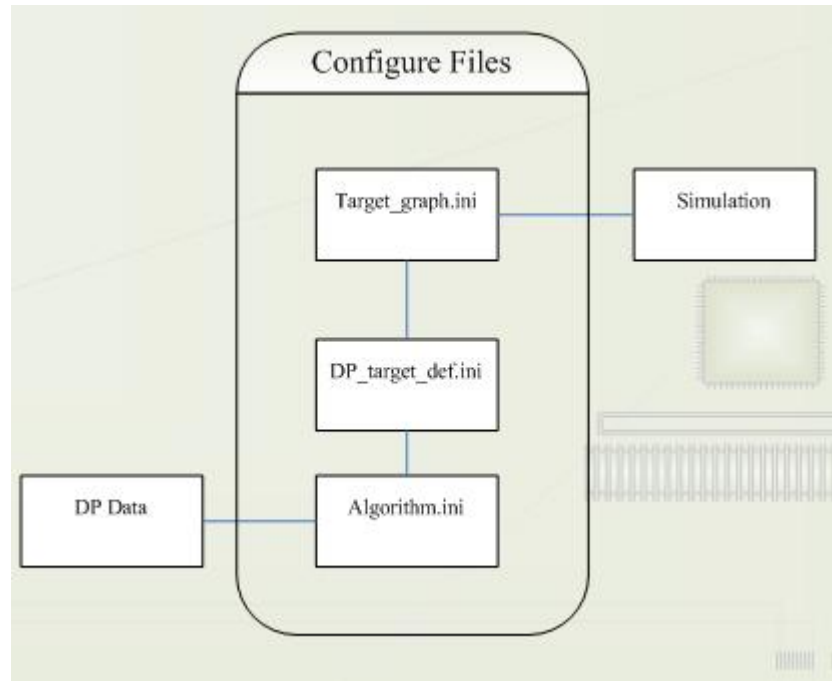 Configure Files
Target_graph.ini
Simulation
DP_target_def.ini
DP Data
Algorithm.ini